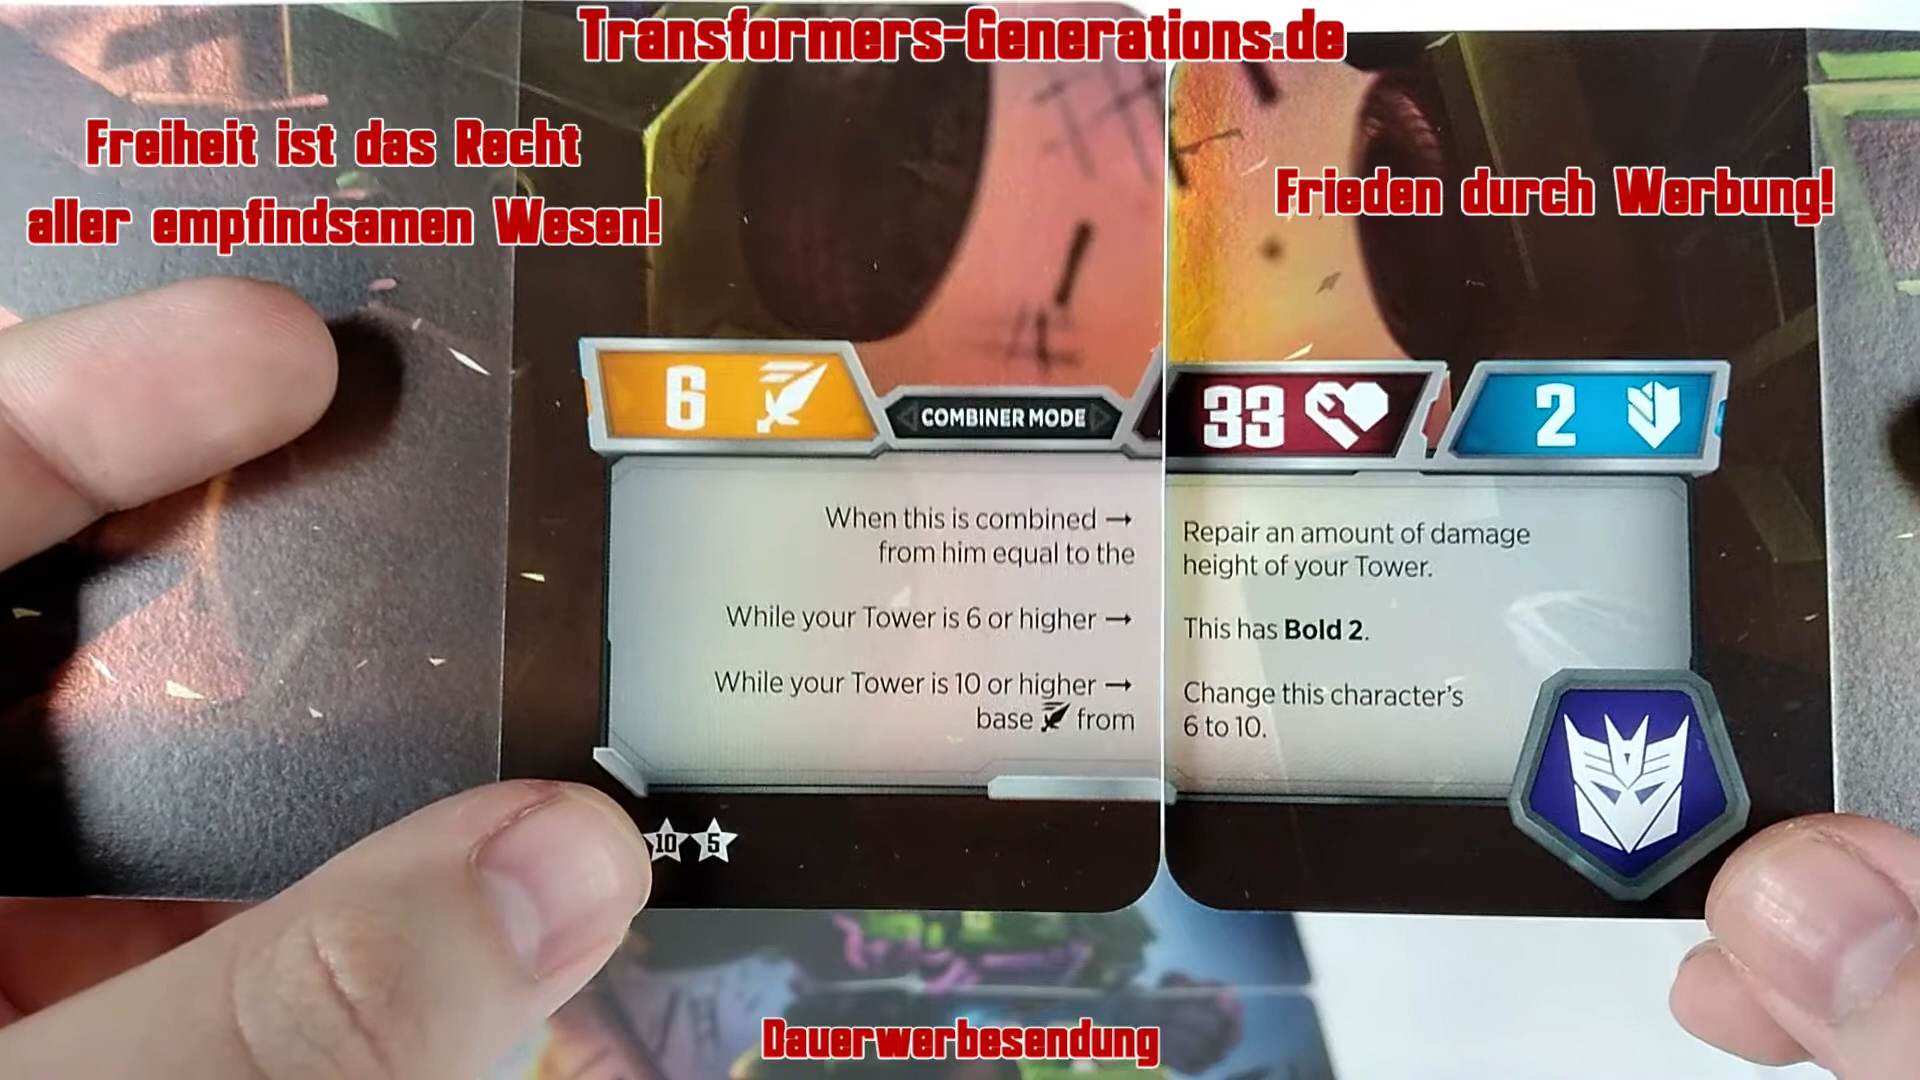 Transformers-Generations.de
Freiheit ist das Recht
aller empfindsamen Wesen!
Frieden durch Werbung!
6
COMBINER MODE
33
2
When this is combined →
from him equal to the
While your Tower is 6 or higher →
While your Tower is 10 or higher →
base from
Repair an amount of damage
height of your Tower.
This has Bold 2.
Change this character's
6 to 10.
10 5
Dauerwerbesendung